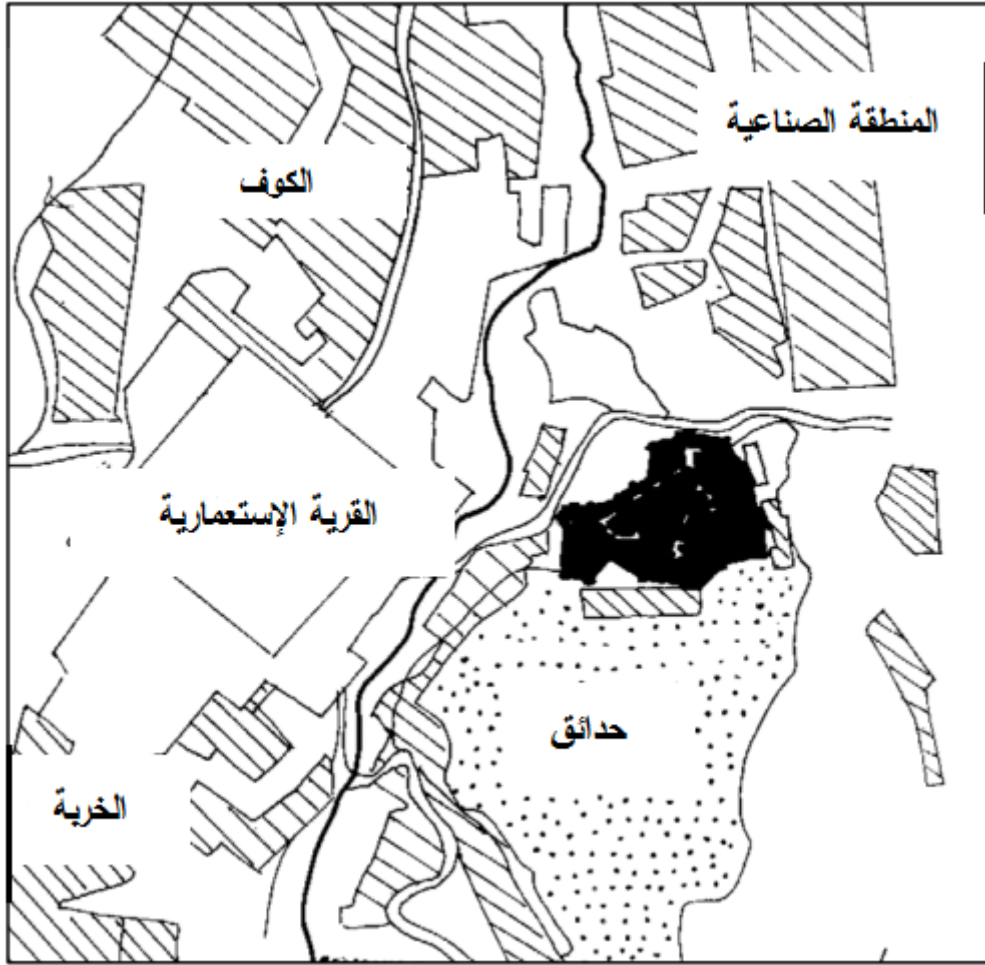 المنطقة الصناعية
الكوف
القرية الإستعمارية
حدائق
الخربة